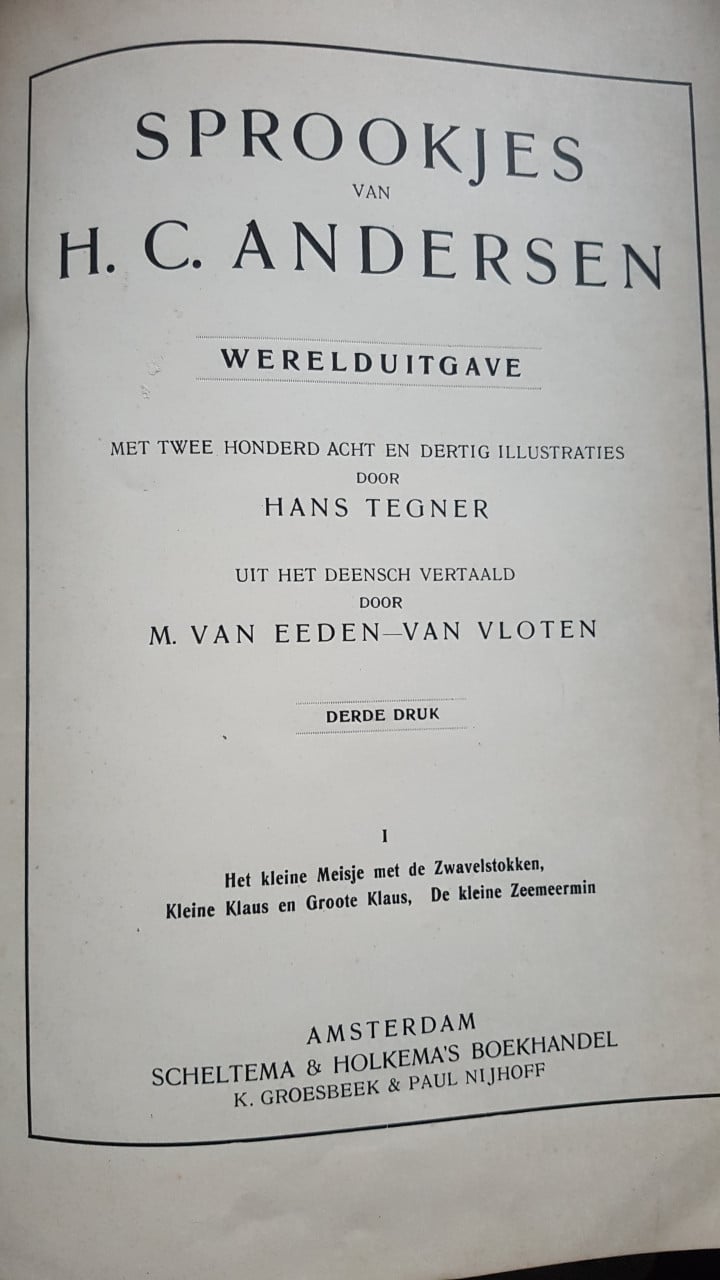 SPROOKJES
VAN
H. C. ANDERSEN
WERELDUITGAVE
MET TWEE HONDERD ACHT EN DERTIG ILLUSTRATIES
DOOR
HANS TEGNER
UIT HET DEENSCH VERTAALD
DOOR
M. VAN EEDEN—VAN VLOTEN
DERDE DRUK
I
Het kleine Meisje met de Zwavelstokken,
Kleine Klaus en Groote Klaus, De kleine Zeemeermin
AMSTERDAM
SCHELTEMA & HOLKEMA'S BOEKHANDEL
K. GROESBEEK & PAUL NIJHOFF